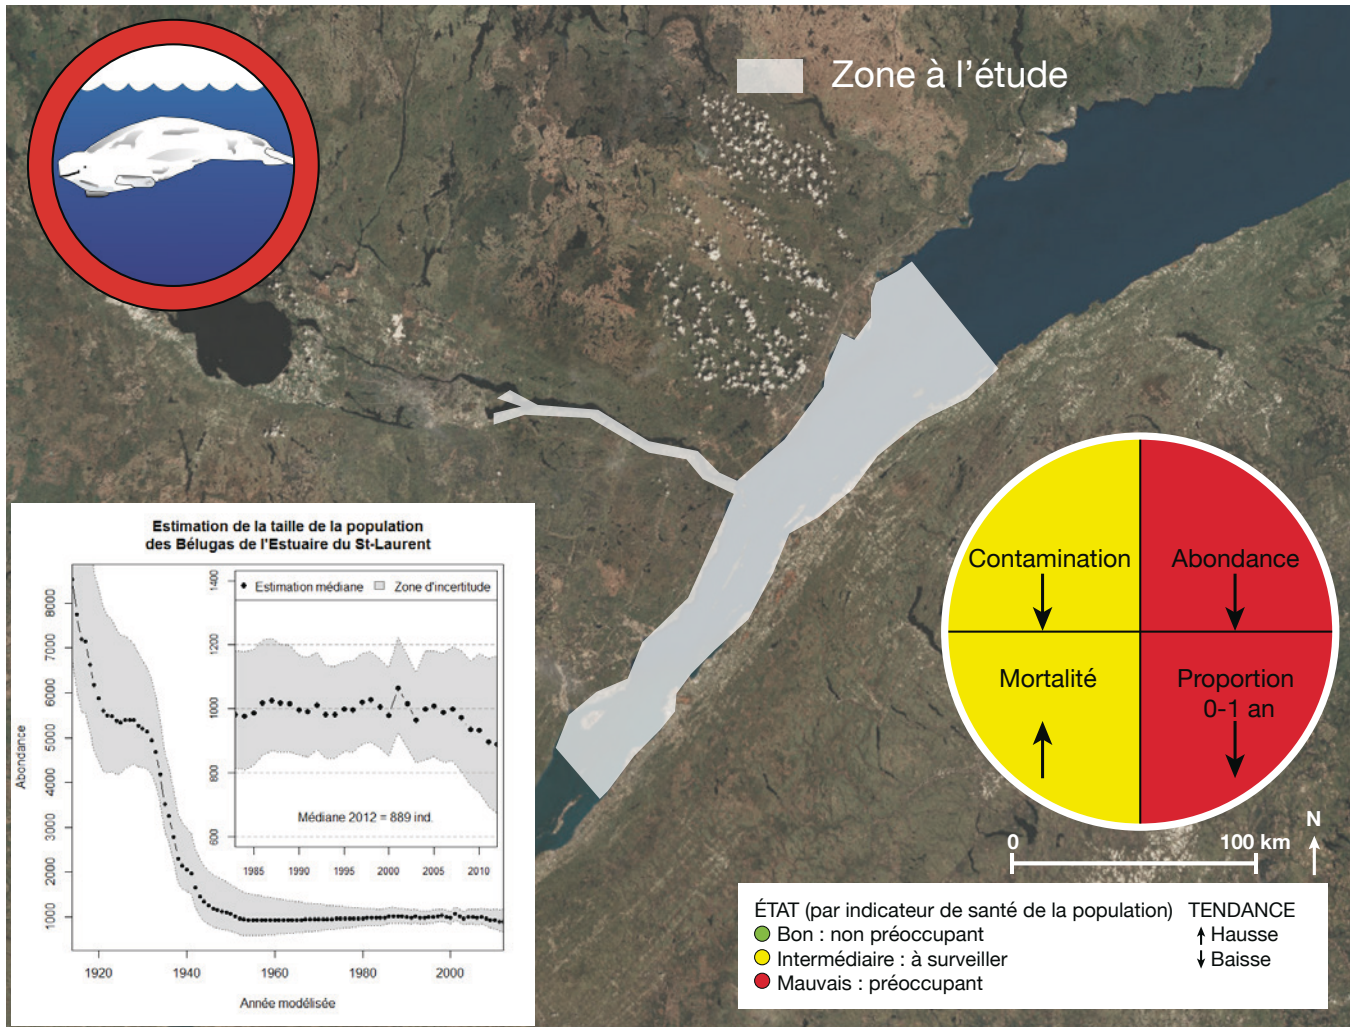 Zone à l'étude
Estimation de la taille de la population
des Bélugas de l'Estuaire du St-Laurent
Abondance
8000
7000
6000
5000
4000
3000
2000
1000
1920
1940
1960
1980
2000
Année modélisée
Estimation médiane
Zone d'incertitude
1400
1200
1000
800
600
Médiane 2012 = 889 ind.
1985
1990
1995
2000
2005
2010
Contamination
Abondance
Mortalité
Proportion
0-1 an
0
100 km
N
ÉTAT (par indicateur de santé de la population)
Bon : non préoccupant
Intermédiaire : à surveiller
Mauvais : préoccupant
TENDANCE
Hausse
Baisse